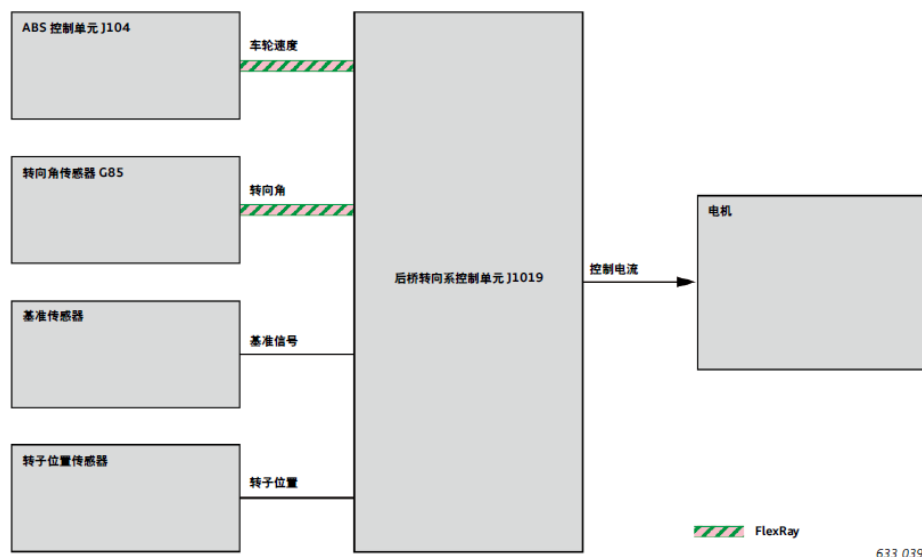 ABS 控制单元 J104
车轮速度
转向角传感器 G85
转向角
基准传感器
基准信号
转子位置传感器
转子位置
后桥转向系控制单元 J1019
控制电流
电机
FlexRay
633_039